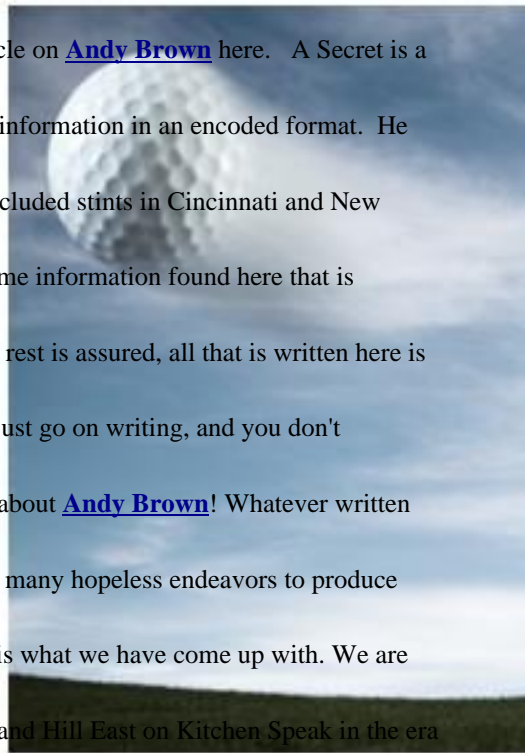 cle on Andy Brown here. A Secret is a
information in an encoded format. He
cluded stints in Cincinnati and New
me information found here that is
rest is assured, all that is written here is
ust go on writing, and you don't
about Andy Brown! Whatever written
many hopeless endeavors to produce
is what we have come up with. We are
and Hill East on Kitchen Speak in the era